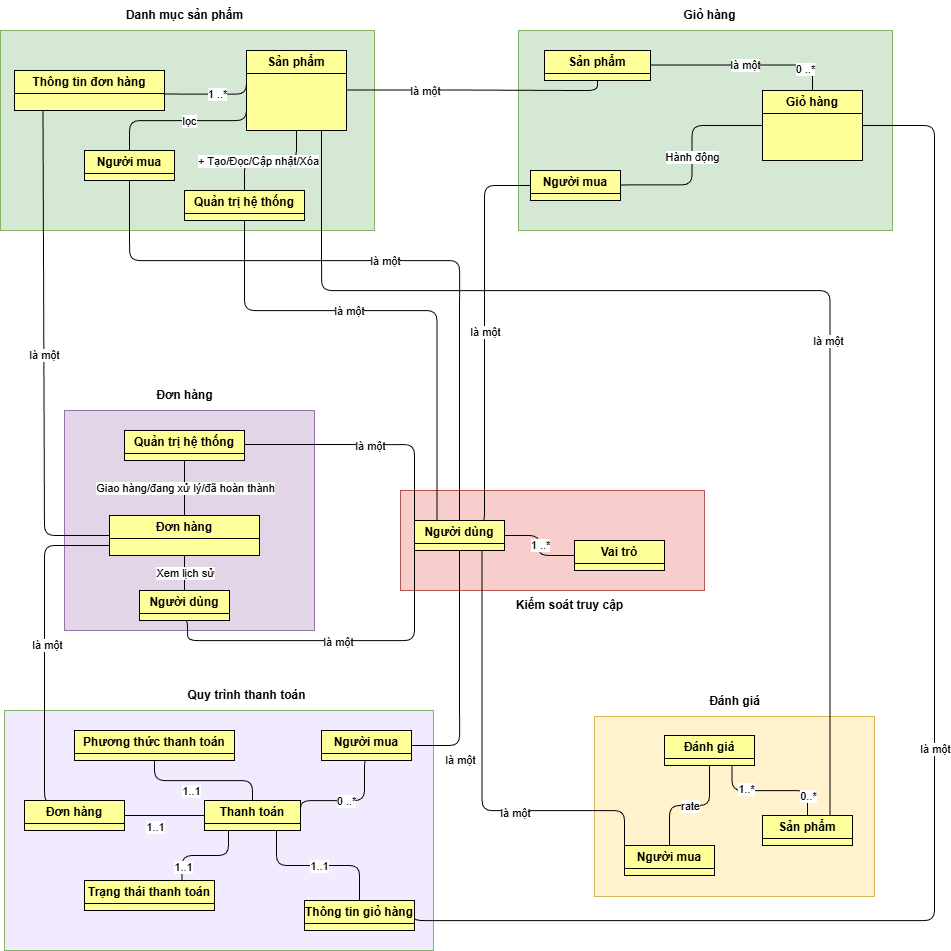 Danh mục sản phẩm
Giỏ hàng
Sản phẩm
Thông tin đơn hàng
1 ..*
là một
lọc
Người mua
+ Tạo/Đọc/Cập nhật/Xóa
Quản trị hệ thống
Sản phẩm
là một
0 ..*
Giỏ hàng
Hành động
Người mua
là một
là một
là một
là một
là một
Đơn hàng
Quản trị hệ thống
là một
Giao hàng/đang xử lý/đã hoàn thành
Đơn hàng
Xem lịch sử
Người dùng
là một
là một
Người dùng
1 ..*
Vai trò
Kiểm soát truy cập
Quy trình thanh toán
Phương thức thanh toán
Người mua
là một
1..1
0 ..*
Đơn hàng
1..1
Thanh toán
1..1
1..1
Trạng thái thanh toán
Thông tin giỏ hàng
Đánh giá
Đánh giá
1..*
0..*
rate
là một
Sản phẩm
Người mua
là một